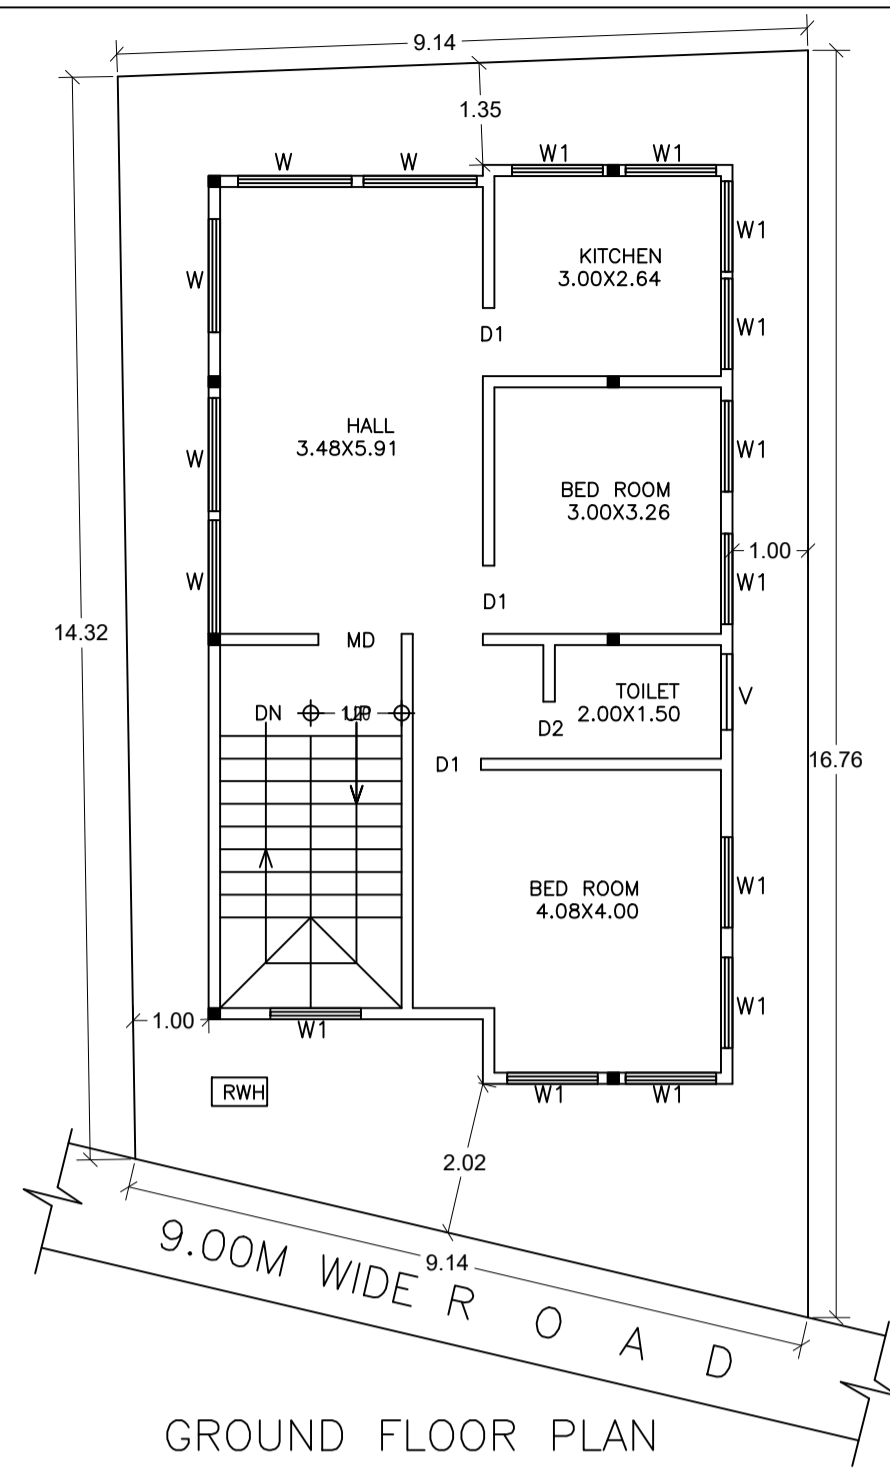 9.14
1.35
W W W1 W1
W1
KITCHEN
3.00X2.64
W
W1
D1
HALL
3.48X5.91
W1
W
BED ROOM
3.00X3.26
1.00
W
W1
D1
14.32
MD
TOILET
2.00X1.50
V
DN UP
D2
D1
16.76
BED ROOM
4.08X4.00
W1
W1
1.00
W1
RWH
W1 W1
2.02
9.14
9.00M WIDE R O A D
GROUND FLOOR PLAN